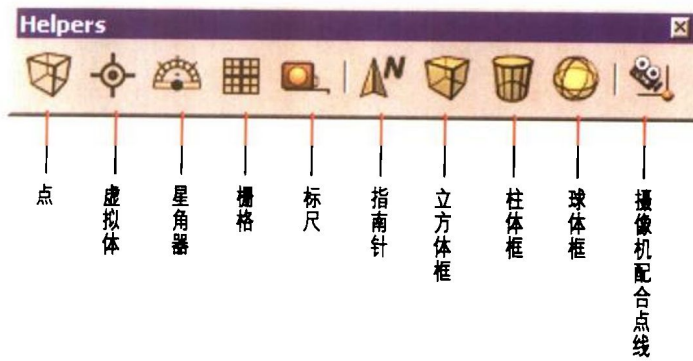 Helpers
N
点
虚拟体
星角器
栅格
标尺
指南针
立方体框
柱体框
球体框
摄像机配合点线